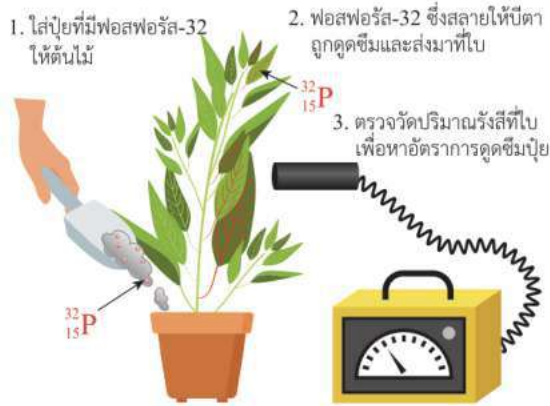 1. ใส่ปุ๋ยที่มีฟอสฟอรัส-32
ให้ต้นไม้
2. ฟอสฟอรัส-32 ซึ่งสลายให้บีตา
ถูกดูดซึมและส่งมาที่ใบ
32
15P
3. ตรวจวัดปริมาณรังสีที่ใบ
เพื่อหาอัตราการดูดซึมปุ๋ย
32
15P